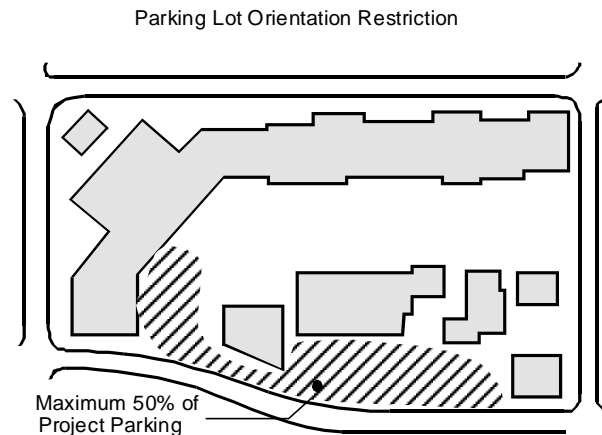 Parking Lot Orientation Restriction
Maximum 50% of
Project Parking